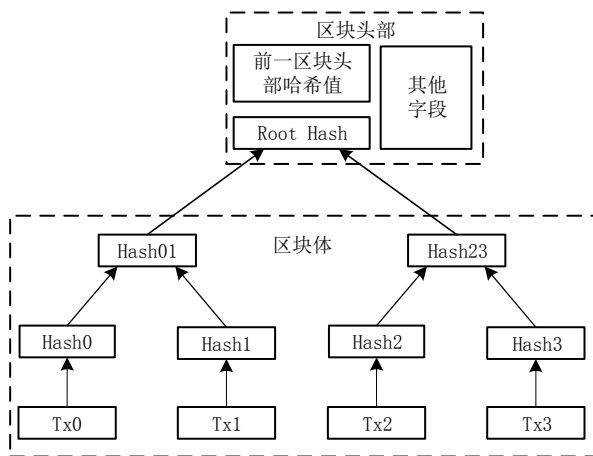 区块头部
前一区块头
部哈希值
其他
字段
Root Hash
区块体
Hash01
Hash23
Hash0
Hash1
Hash2
Hash3
Tx0
Tx1
Tx2
Tx3